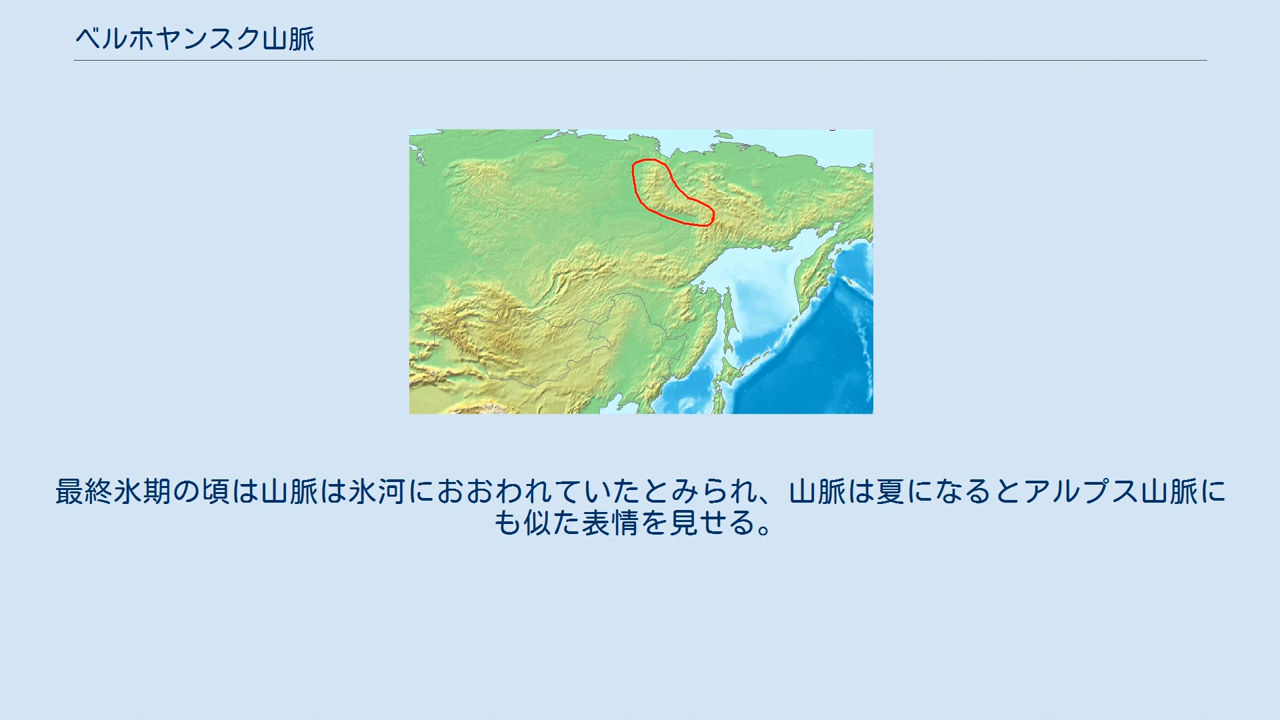 ベルホヤンスク山脈
最終氷期の頃は山脈は氷河におおわれていたとみられ、山脈は夏になるとアルプス山脈に
も似た表情を見せる。